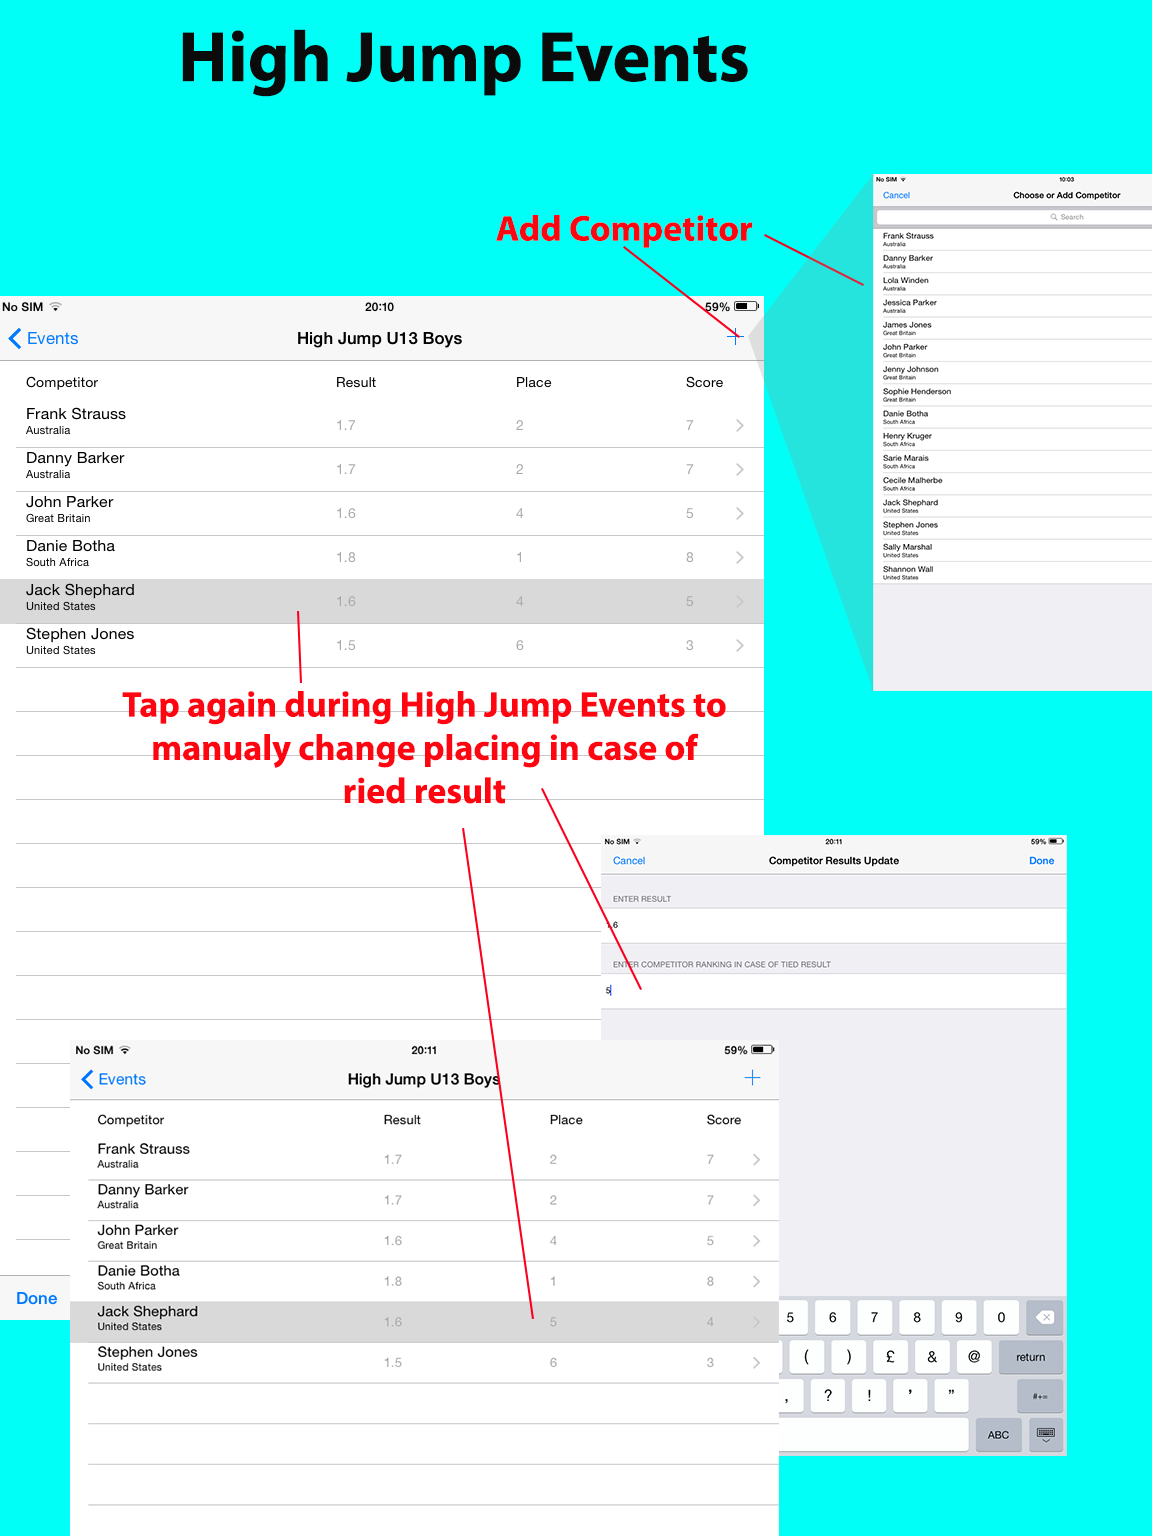 High Jump Events
Add Competitor
No SIM 10:03
Cancel Choose or Add Competitor
Search
Frank Strauss
Australia
Danny Barker
Australia
Lola Winden
Australia
Jessica Parker
Australia
James Jones
Great Britain
John Parker
Great Britain
Jenny Johnson
Great Britain
Sophie Henderson
Great Britain
Danie Botha
South Africa
Henry Kruger
South Africa
Sarie Marais
South Africa
Cecile Malherbe
South Africa
Jack Shephard
United States
Stephen Jones
United States
Sally Marshal
United States
Shannon Wall
United States
No SIM 20:10 59%
Events High Jump U13 Boys +
Competitor Result Place Score
Frank Strauss 1.7 2 7
Australia
Danny Barker 1.7 2 7
Australia
John Parker 1.6 4 5
Great Britain
Danie Botha 1.8 1 8
South Africa
Jack Shephard 1.6 4 5
United States
Stephen Jones 1.5 6 3
United States
Tap again during High Jump Events to
manualy change placing in case of
ried result
Done
No SIM 20:11 59%
Cancel Competitor Results Update Done
ENTER RESULT
1.6
ENTER COMPETITOR RANKING IN CASE OF TIED RESULT
5
5 6 7 8 9 0
( ) £ & @ return
, ? ! ' " #+=
ABC
No SIM 20:11 59%
Events High Jump U13 Boys +
Competitor Result Place Score
Frank Strauss 1.7 2 7
Australia
Danny Barker 1.7 2 7
Australia
John Parker 1.6 4 5
Great Britain
Danie Botha 1.8 1 8
South Africa
Jack Shephard 1.6 5 4
United States
Stephen Jones 1.5 6 3
United States